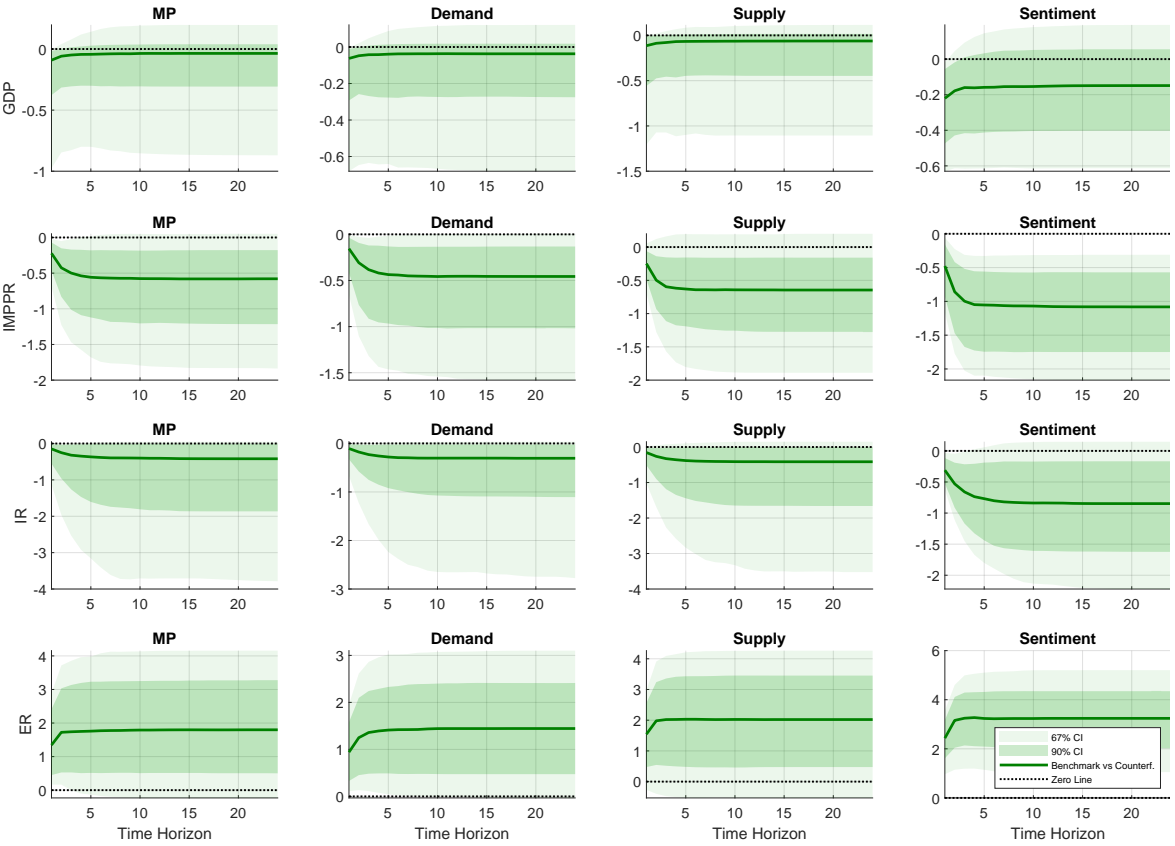 MP
Demand
Supply
Sentiment
GDP
0
-0.5
-1
5 10 15 20
0
-0.2
-0.4
-0.6
5 10 15 20
0
-0.5
-1
-1.5
5 10 15 20
0
-0.2
-0.4
-0.6
5 10 15 20
MP
Demand
Supply
Sentiment
IMPPR
0
-0.5
-1
-1.5
-2
5 10 15 20
0
-0.5
-1
-1.5
5 10 15 20
0
-0.5
-1
-1.5
-2
5 10 15 20
0
-0.5
-1
-1.5
-2
5 10 15 20
MP
Demand
Supply
Sentiment
IR
0
-1
-2
-3
-4
5 10 15 20
0
-1
-2
-3
5 10 15 20
0
-1
-2
-3
-4
5 10 15 20
0
-0.5
-1
-1.5
-2
5 10 15 20
MP
Demand
Supply
Sentiment
ER
4
3
2
1
0
5 10 15 20
Time Horizon
3
2
1
0
5 10 15 20
Time Horizon
4
3
2
1
0
5 10 15 20
Time Horizon
6
4
2
0
5 10 15 20
Time Horizon
67% CI
90% CI
Benchmark vs Counterf.
Zero Line